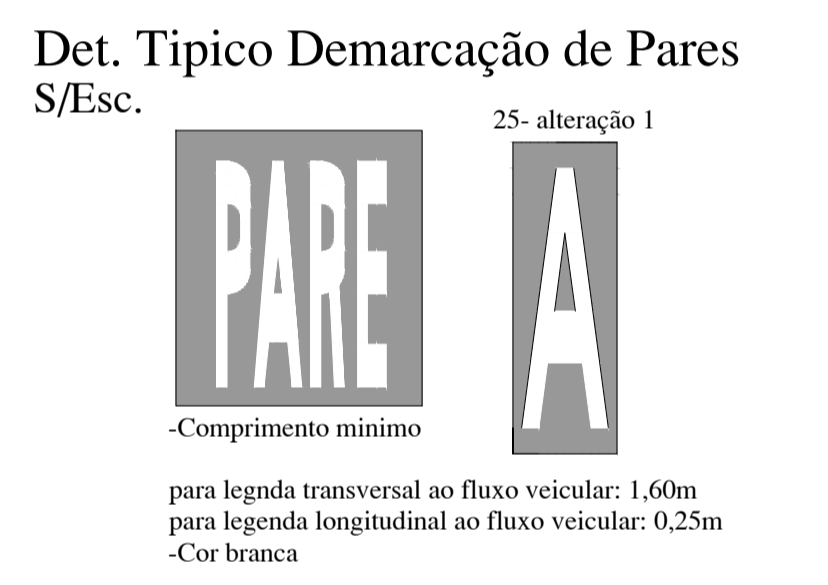 Det. Tipico Demarcação de Pares
S/Esc.
25- alteração 1
PARE
A
-Comprimento minimo
para legnda transversal ao fluxo veicular: 1,60m
para legenda longitudinal ao fluxo veicular: 0,25m
-Cor branca